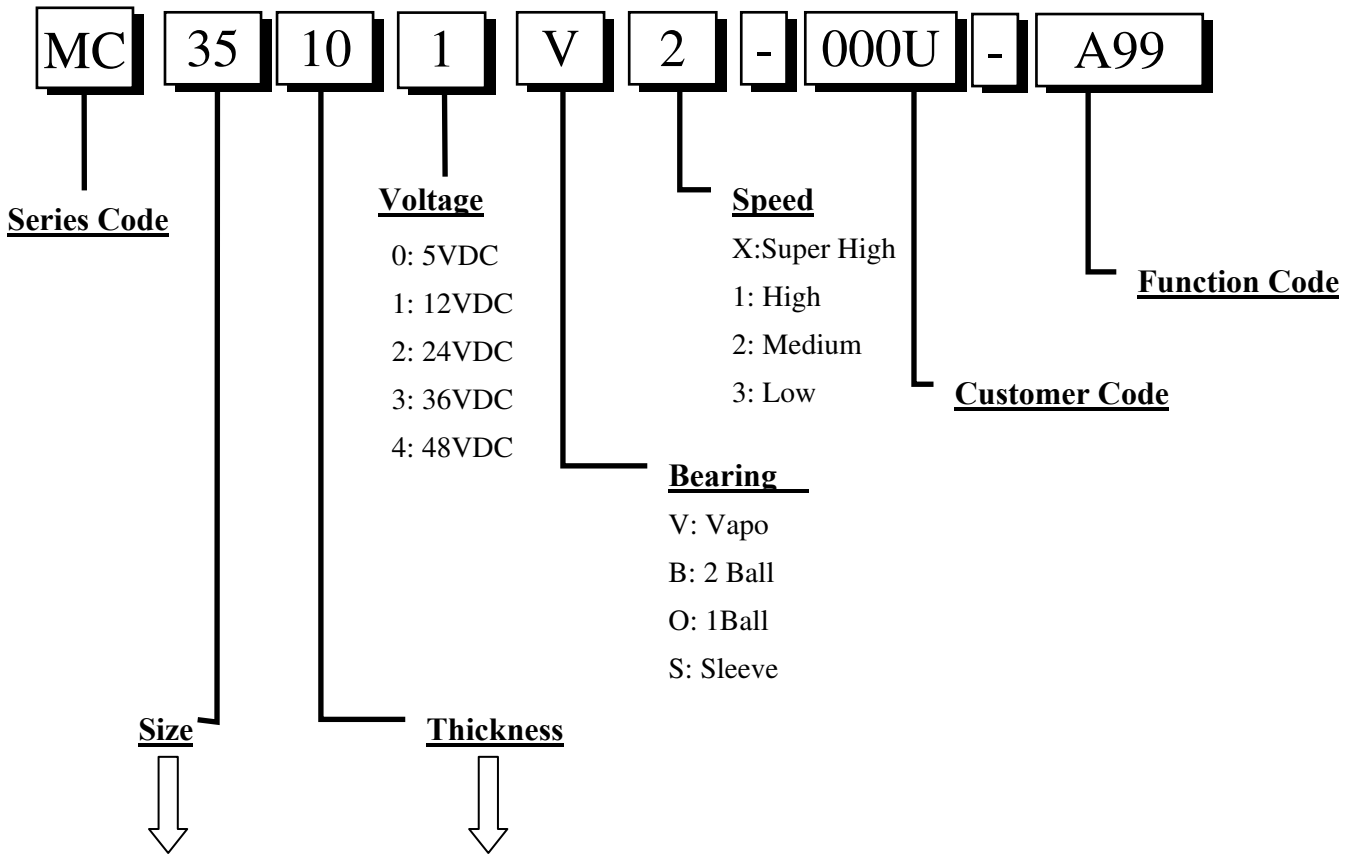 MC 35 10 1 V 2 - 000U - A99
Series Code
Voltage
0: 5VDC
1: 12VDC
2: 24VDC
3: 36VDC
4: 48VDC
Speed
X:Super High
1: High
2: Medium
3: Low
Function Code
Customer Code
Bearing
V: Vapo
B: 2 Ball
O: 1Ball
S: Sleeve
Size
Thickness